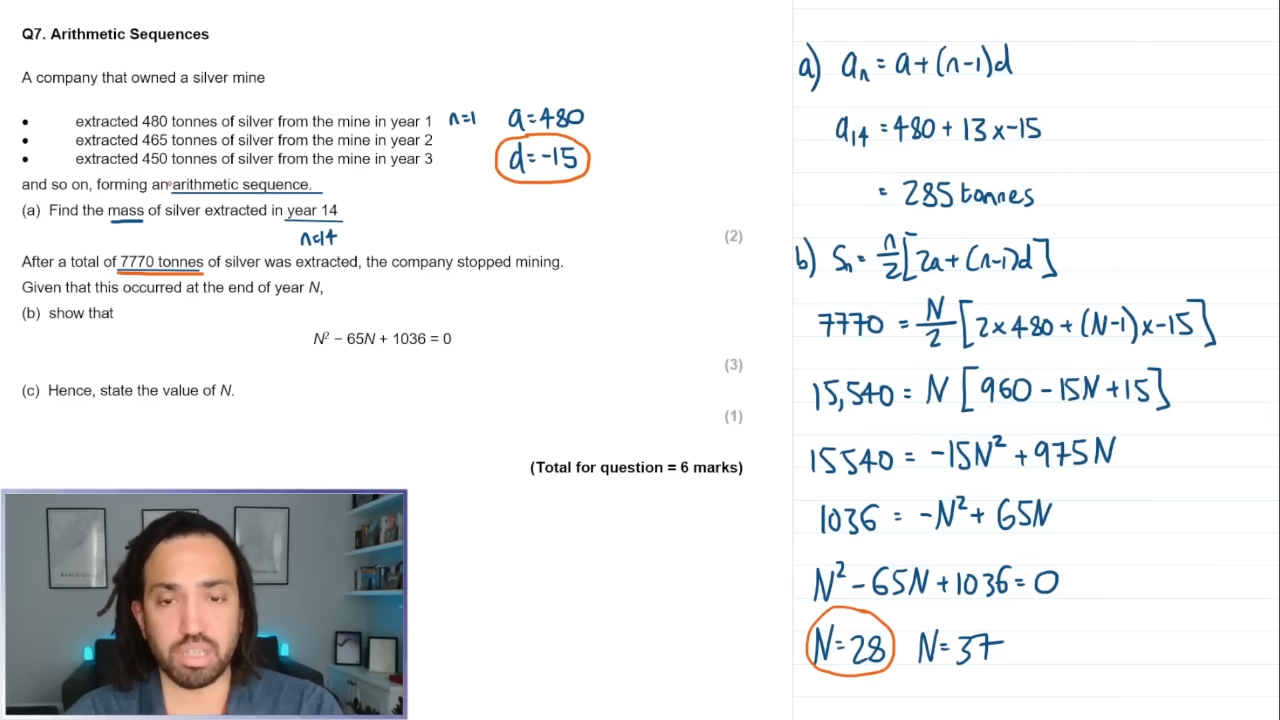 Q7. Arithmetic Sequences
A company that owned a silver mine
• extracted 480 tonnes of silver from the mine in year 1 n=1 a=480
• extracted 465 tonnes of silver from the mine in year 2
• extracted 450 tonnes of silver from the mine in year 3 d=-15
and so on, forming an arithmetic sequence.
(a) Find the mass of silver extracted in year 14
n=14
(2)
After a total of 7770 tonnes of silver was extracted, the company stopped mining.
Given that this occurred at the end of year N,
(b) show that
N² − 65N + 1036 = 0
(3)
(c) Hence, state the value of N.
(1)
(Total for question = 6 marks)
BARCELONA
a) aₙ = a+(n-1)d
a₁₄ = 480 + 13 x -15
= 285 tonnes
b) Sₙ = n/2 [2a + (n-1)d]
7770 = N/2 [2 x 480 + (N-1) x -15]
15,540 = N [960 - 15N + 15]
15540 = -15N² + 975N
1036 = -N² + 65N
N² - 65N + 1036 = 0
N=28 N=37